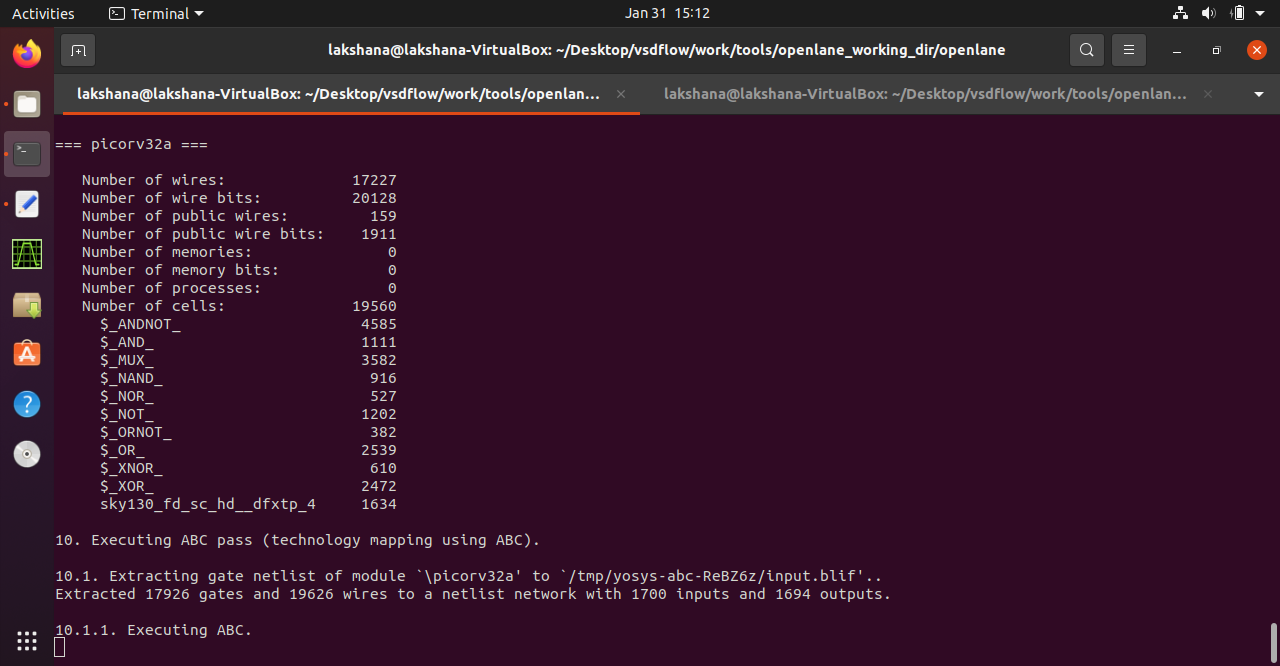 Activities Terminal Jan 31 15:12
lakshana@lakshana-VirtualBox: ~/Desktop/vsdflow/work/tools/openlane_working_dir/openlane
lakshana@lakshana-VirtualBox: ~/Desktop/vsdflow/work/tools/openlan... × lakshana@lakshana-VirtualBox: ~/Desktop/vsdflow/work/tools/openlan... ×
=== picorv32a ===
Number of wires: 17227
Number of wire bits: 20128
Number of public wires: 159
Number of public wire bits: 1911
Number of memories: 0
Number of memory bits: 0
Number of processes: 0
Number of cells: 19560
$_ANDNOT_ 4585
$_AND_ 1111
$_MUX_ 3582
$_NAND_ 916
$_NOR_ 527
$_NOT_ 1202
$_ORNOT_ 382
$_OR_ 2539
$_XNOR_ 610
$_XOR_ 2472
sky130_fd_sc_hd__dfxtp_4 1634
10. Executing ABC pass (technology mapping using ABC).
10.1. Extracting gate netlist of module `\picorv32a' to `/tmp/yosys-abc-ReBZ6z/input.blif'..
Extracted 17926 gates and 19626 wires to a netlist network with 1700 inputs and 1694 outputs.
10.1.1. Executing ABC.